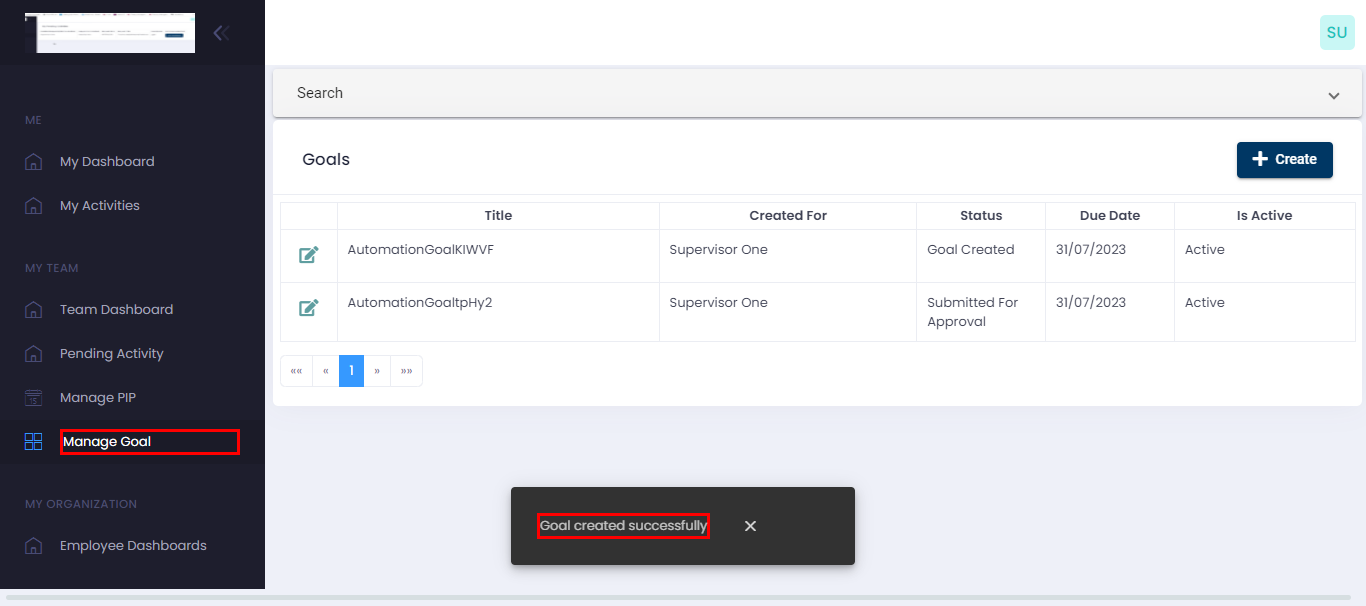 SU
ME
My Dashboard
My Activities
MY TEAM
Team Dashboard
Pending Activity
15
Manage PIP
Manage Goal
MY ORGANIZATION
Employee Dashboards
Search
Goals
Create
Title Created For Status Due Date Is Active
AutomationGoalKIWVF Supervisor One Goal Created 31/07/2023 Active
AutomationGoaltpHy2 Supervisor One Submitted For 31/07/2023 Active
Approval
«« « 1 » »»
Goal created successfully